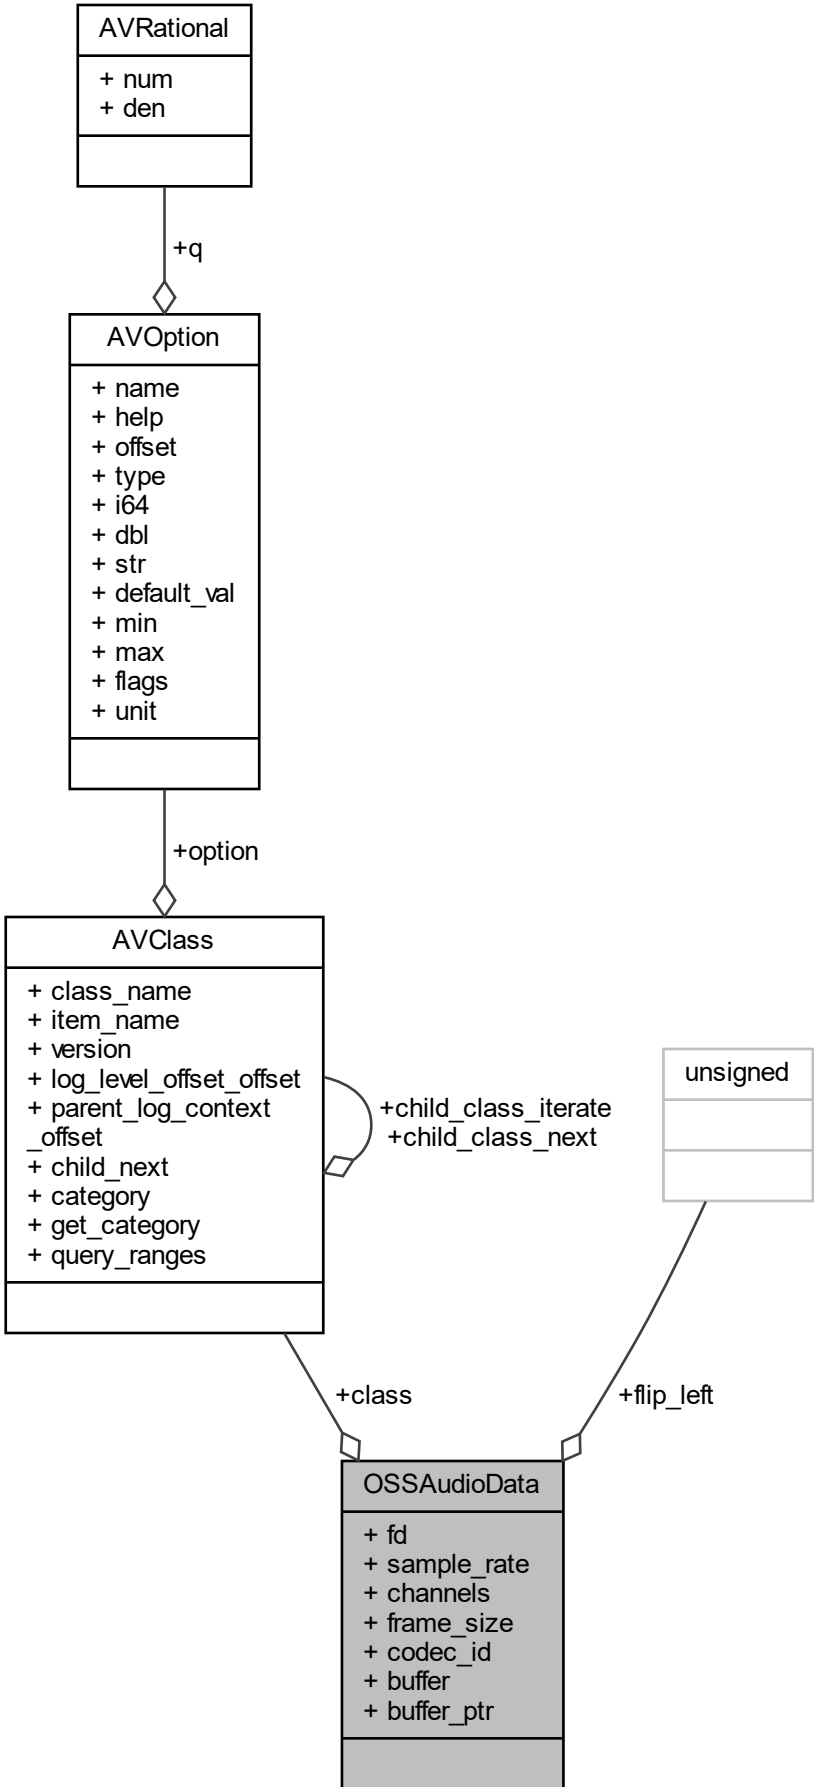 AVRational
+ num
+ den
+q
AVOption
+ name
+ help
+ offset
+ type
+ i64
+ dbl
+ str
+ default_val
+ min
+ max
+ flags
+ unit
+option
AVClass
+ class_name
+ item_name
+ version
+ log_level_offset_offset
+ parent_log_context
_offset
+ child_next
+ category
+ get_category
+ query_ranges
+child_class_iterate
+child_class_next
unsigned
+class
+flip_left
OSSAudioData
+ fd
+ sample_rate
+ channels
+ frame_size
+ codec_id
+ buffer
+ buffer_ptr